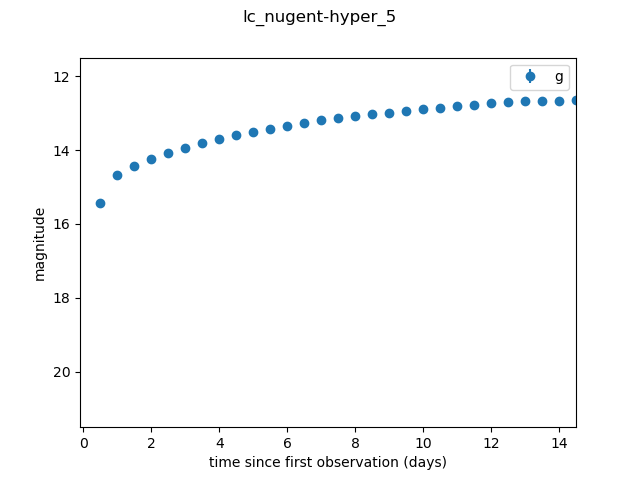 lc_nugent-hyper_5
g
12
14
16
18
20
magnitude
0 2 4 6 8 10 12 14
time since first observation (days)